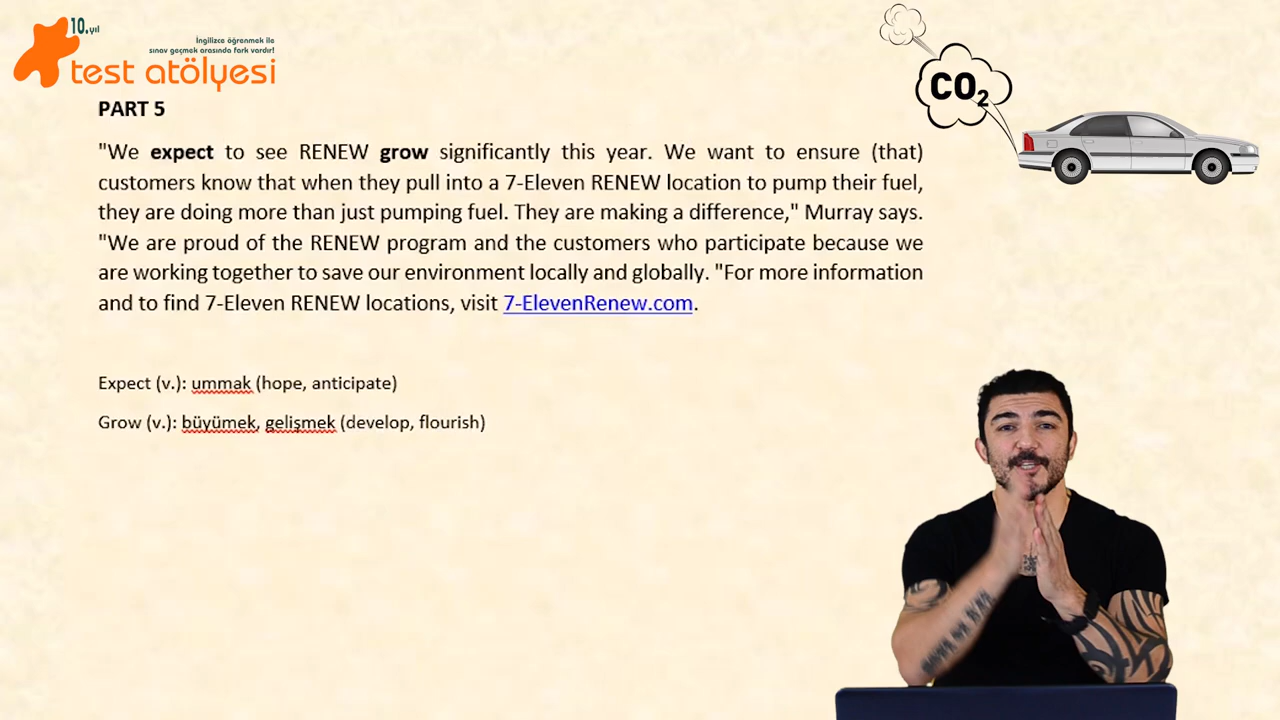 10.yıl
İngilizce öğrenmek ile
sınav geçmek arasında fark vardır!
test atölyesi
CO2
PART 5
"We expect to see RENEW grow significantly this year. We want to ensure (that)
customers know that when they pull into a 7-Eleven RENEW location to pump their fuel,
they are doing more than just pumping fuel. They are making a difference," Murray says.
"We are proud of the RENEW program and the customers who participate because we
are working together to save our environment locally and globally. "For more information
and to find 7-Eleven RENEW locations, visit 7-ElevenRenew.com.
Expect (v.): ummak (hope, anticipate)
Grow (v.): büyümek, gelişmek (develop, flourish)